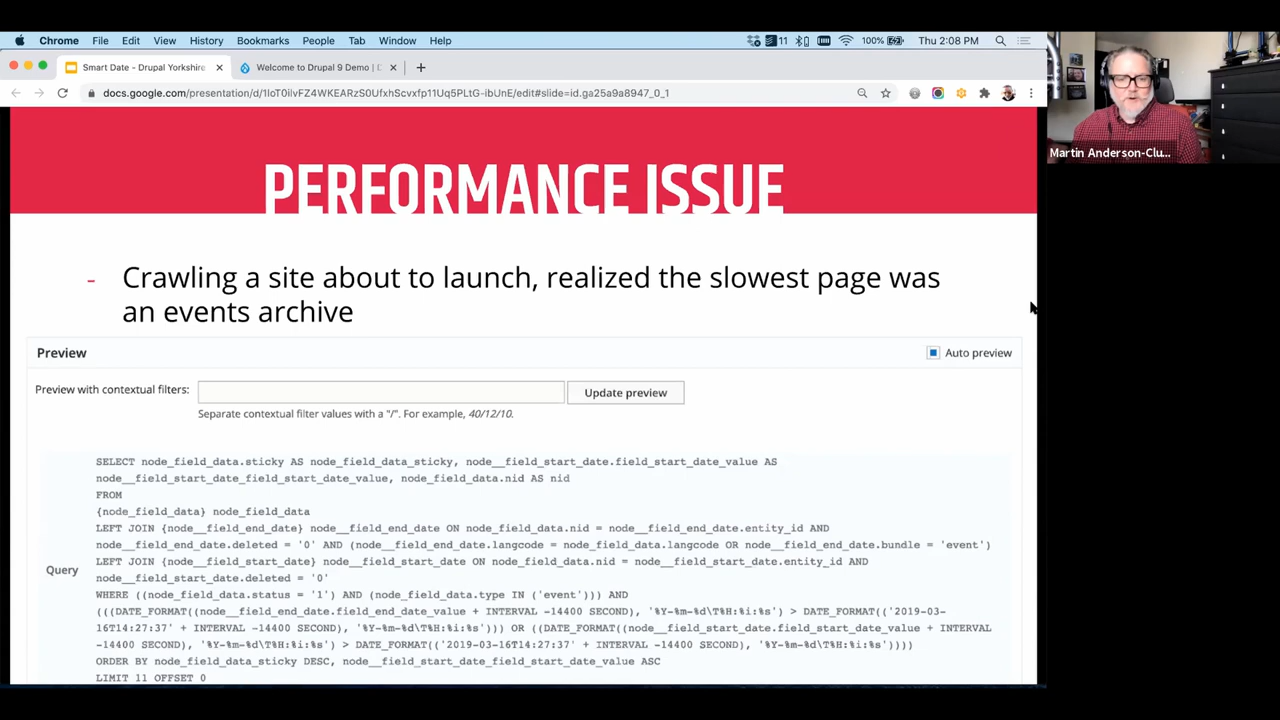 Chrome File Edit View History Bookmarks People Tab Window Help 11 100% Thu 2:08 PM
Smart Date - Drupal Yorkshire Welcome to Drupal 9 Demo | D
docs.google.com/presentation/d/1IoT0iIvFZ4WKEARzS0UfxhScvxfp11Uq5PLtG-ibUnE/edit#slide=id.ga25a9a8947_0_1
Martin Anderson-Clu...
PERFORMANCE ISSUE
- Crawling a site about to launch, realized the slowest page was
an events archive
Preview Auto preview
Preview with contextual filters: Update preview
Separate contextual filter values with a "/". For example, 40/12/10.
Query
SELECT node_field_data.sticky AS node_field_data_sticky, node__field_start_date.field_start_date_value AS
node__field_start_date_field_start_date_value, node_field_data.nid AS nid
FROM
{node_field_data} node_field_data
LEFT JOIN {node__field_end_date} node__field_end_date ON node_field_data.nid = node__field_end_date.entity_id AND
node__field_end_date.deleted = '0' AND (node__field_end_date.langcode = node_field_data.langcode OR node__field_end_date.bundle = 'event')
LEFT JOIN {node__field_start_date} node__field_start_date ON node_field_data.nid = node__field_start_date.entity_id AND
node__field_start_date.deleted = '0'
WHERE ((node_field_data.status = '1') AND (node_field_data.type IN ('event'))) AND
(((DATE_FORMAT((node__field_end_date.field_end_date_value + INTERVAL -14400 SECOND), '%Y-%m-%d\T%H:%i:%s') > DATE_FORMAT(('2019-03-
16T14:27:37' + INTERVAL -14400 SECOND), '%Y-%m-%d\T%H:%i:%s'))) OR ((DATE_FORMAT((node__field_start_date.field_start_date_value + INTERVAL
-14400 SECOND), '%Y-%m-%d\T%H:%i:%s') > DATE_FORMAT(('2019-03-16T14:27:37' + INTERVAL -14400 SECOND), '%Y-%m-%d\T%H:%i:%s'))))
ORDER BY node_field_data_sticky DESC, node__field_start_date_field_start_date_value ASC
LIMIT 11 OFFSET 0